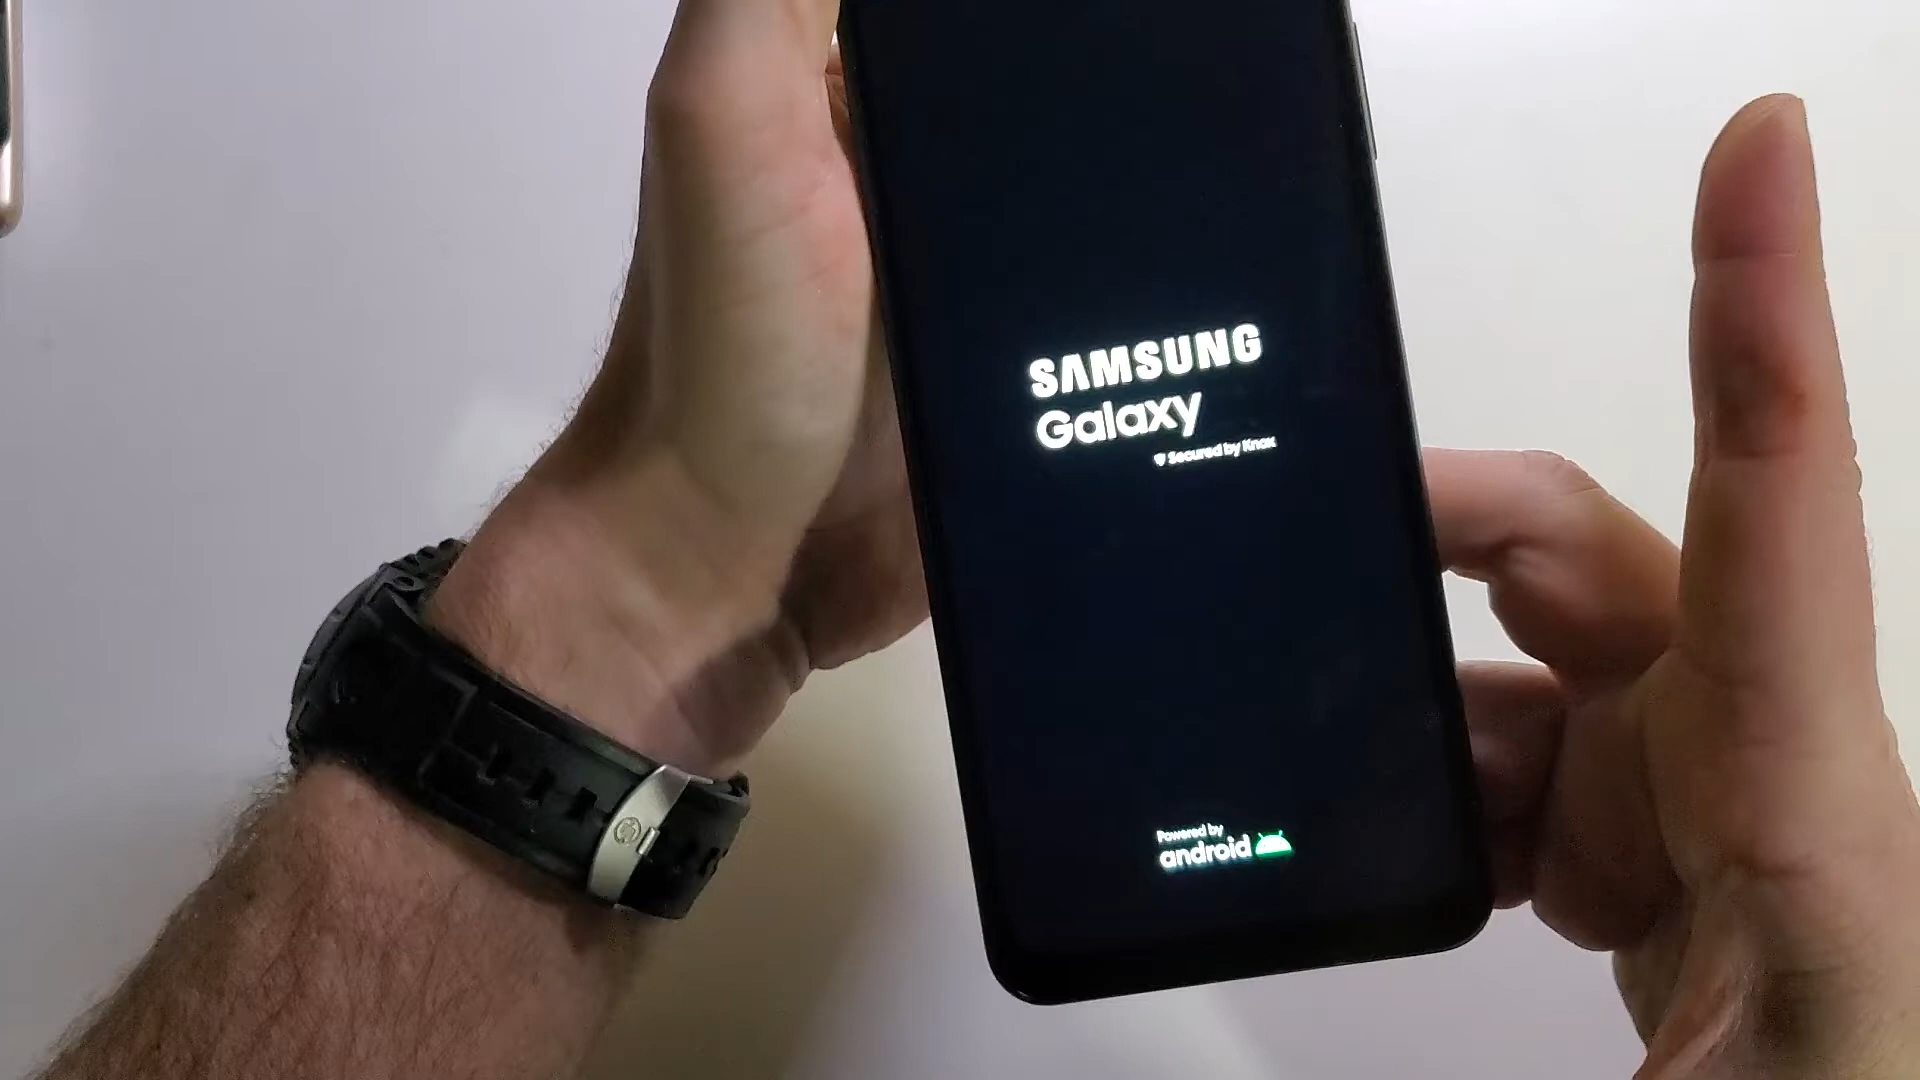 SAMSUNG
Galaxy
Secured by Knox
Powered by
android